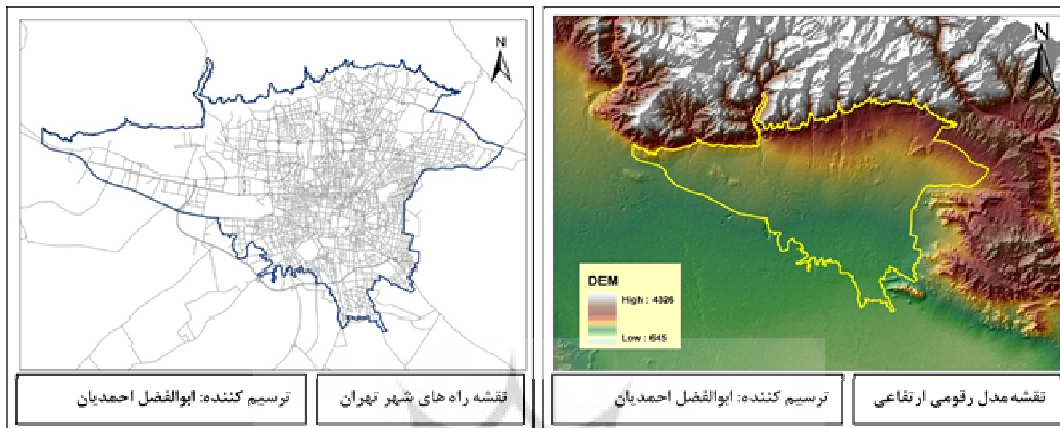 N
N
DEM
High : 4326
Low : 645
نقشه راه های شهر تهران
ترسیم کننده: ابوالفضل احمدیان
نقشه مدل رقومی ارتفاعی
ترسیم کننده: ابوالفضل احمدیان